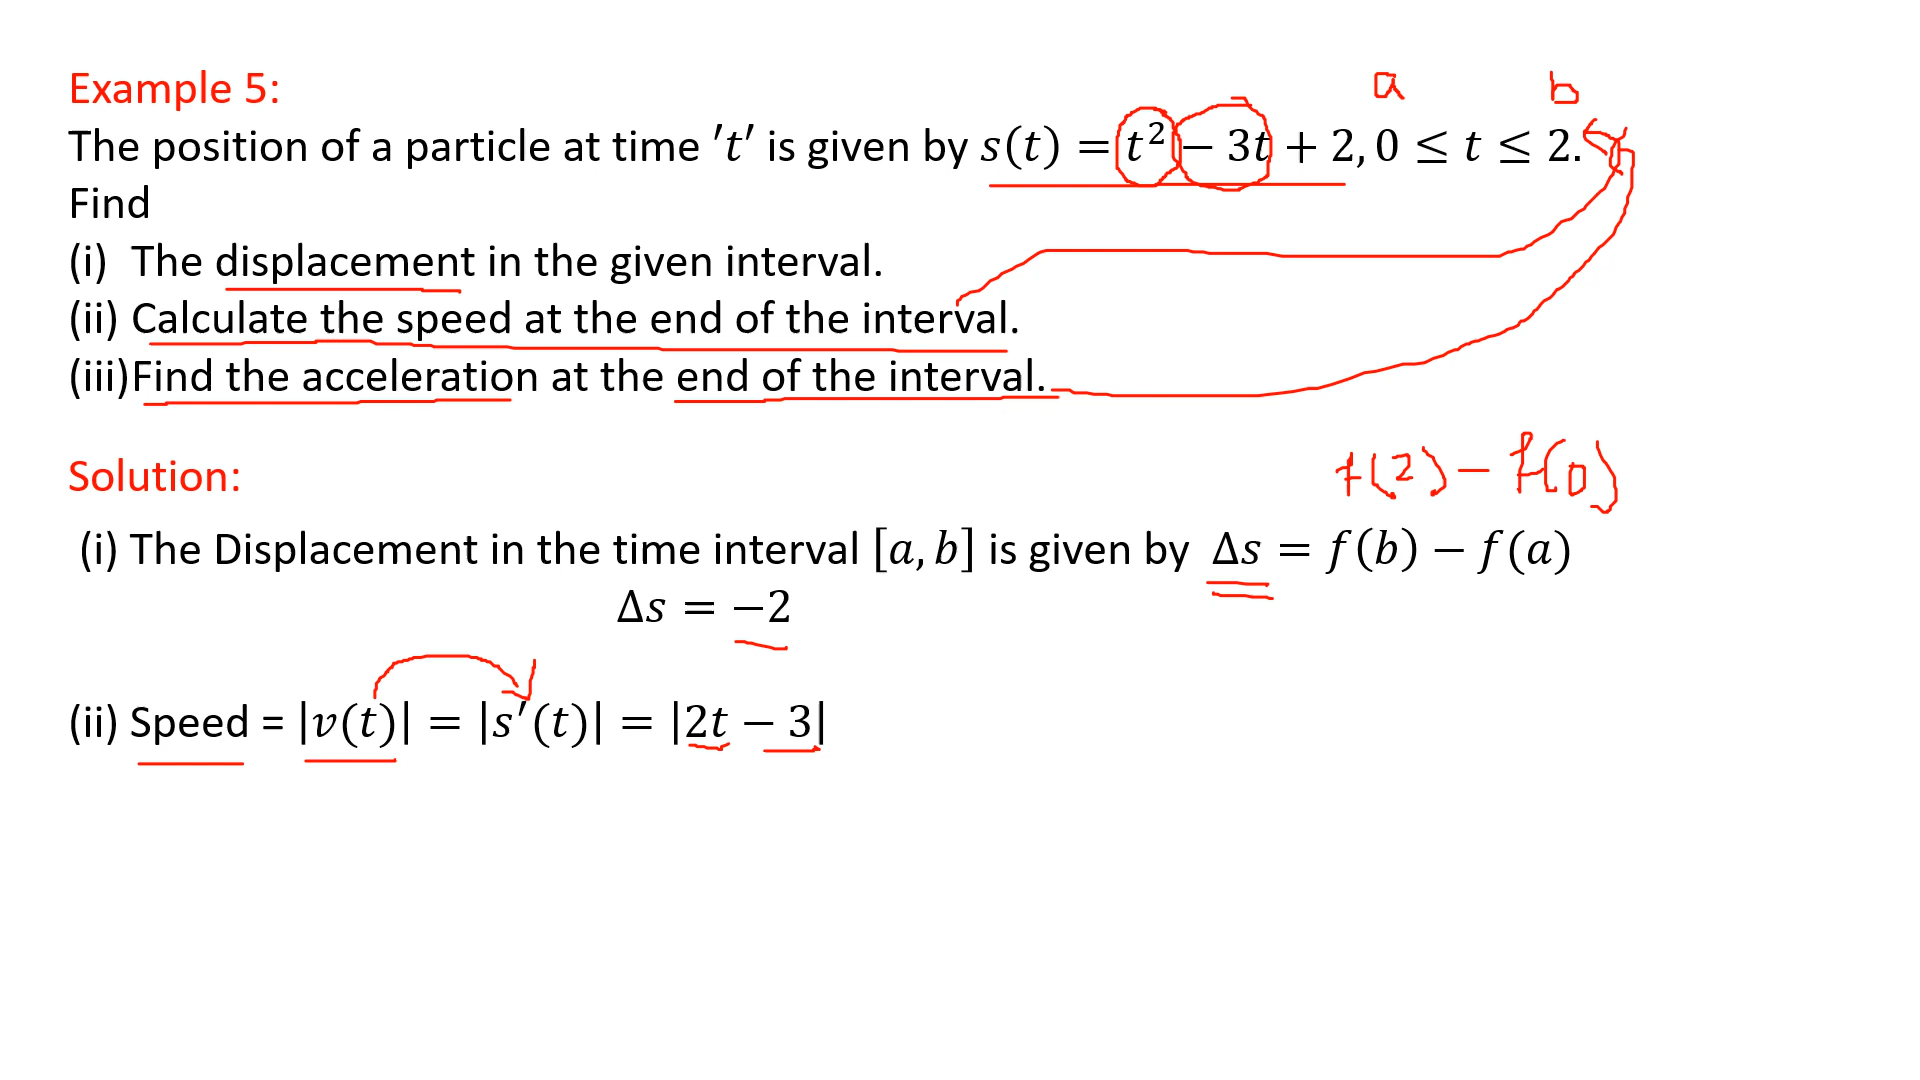 Example 5:
a b
The position of a particle at time ′t′ is given by s(t) = t² − 3t + 2, 0 ≤ t ≤ 2.
Find
(i) The displacement in the given interval.
(ii) Calculate the speed at the end of the interval.
(iii)Find the acceleration at the end of the interval.
Solution:
f(2) − f(0)
(i) The Displacement in the time interval [a, b] is given by Δs = f(b) − f(a)
Δs = −2
(ii) Speed = |v(t)| = |s′(t)| = |2t − 3|